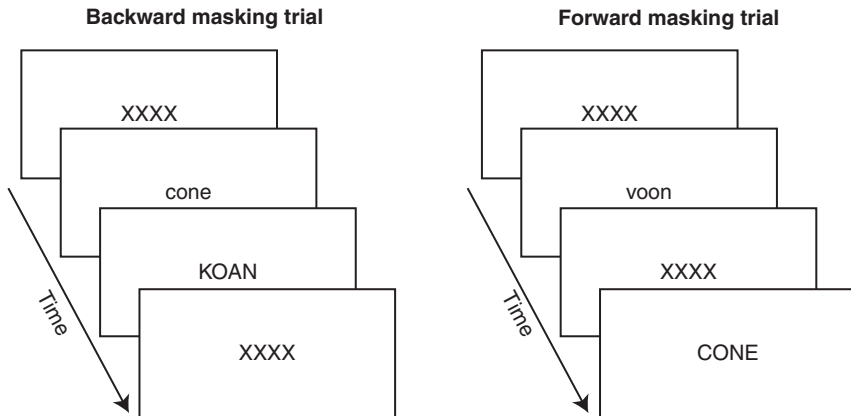 Backward masking trial
XXXX
cone
KOAN
XXXX
Time
Forward masking trial
XXXX
voon
XXXX
CONE
Time